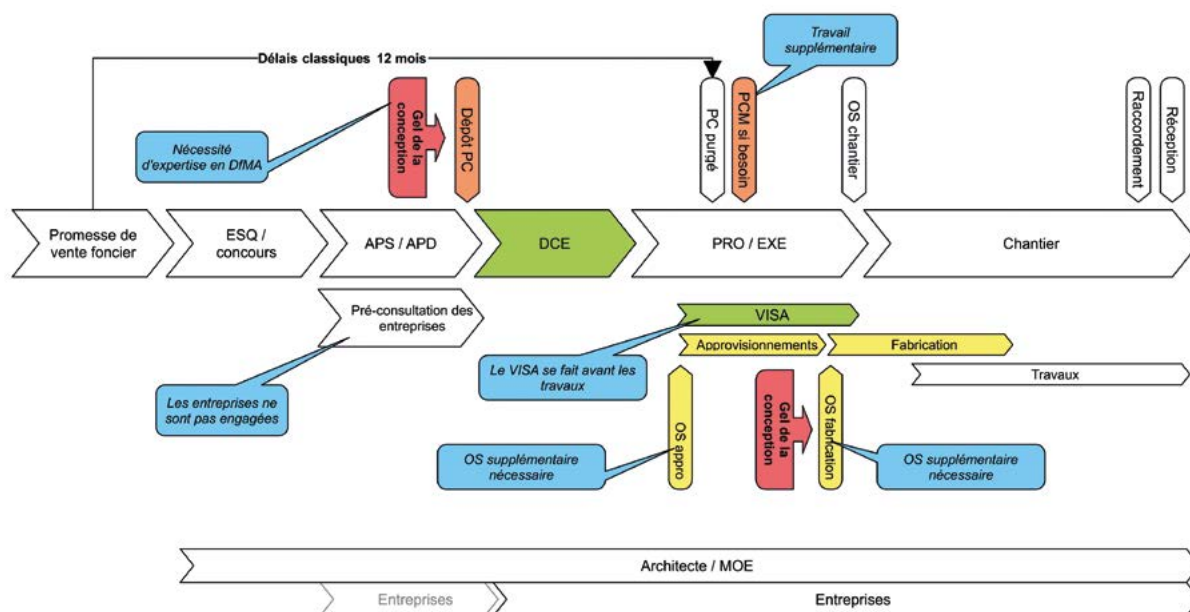 Travail
supplémentaire
Délais classiques 12 mois
Nécessité
d'expertise en DfMA
Gel de la
conception
Dépôt PC
PC purgé
PCM si besoin
OS chantier
Raccordement
Réception
Promesse de
vente foncier
ESQ /
concours
APS / APD
DCE
PRO / EXE
Chantier
Pré-consultation des
entreprises
VISA
Approvisionnements
Fabrication
Travaux
Le VISA se fait avant les
travaux
Les entreprises ne
sont pas engagées
OS supplémentaire
nécessaire
OS appro
Gel de la
conception
OS fabrication
OS supplémentaire
nécessaire
Architecte / MOE
Entreprises
Entreprises